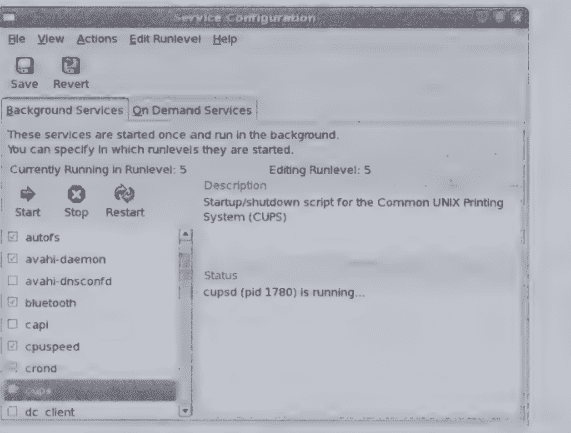 Service Configuration
File View Actions Edit Runlevel Help
Save Revert
Background Services On Demand Services
These services are started once and run in the background.
You can specify in which runlevels they are started.
Currently Running in Runlevel: 5 Editing Runlevel: 5
Start Stop Restart
Description
Startup/shutdown script for the Common UNIX Printing
System (CUPS)
autofs
avahi-daemon
avahi-dnsconfd
bluetooth
capi
cpuspeed
crond
cups
dc_client
Status
cupsd (pid 1780) is running...